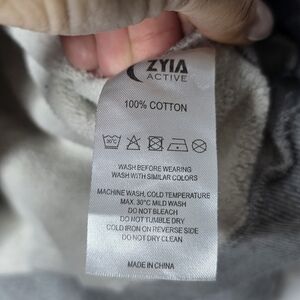 ZYIA
ACTIVE
100% COTTON
30°C
WASH BEFORE WEARING
WASH WITH SIMILAR COLORS
MACHINE WASH, COLD TEMPERATURE
MAX. 30°C MILD WASH
DO NOT BLEACH
DO NOT TUMBLE DRY
COLD IRON ON REVERSE SIDE
DO NOT DRY CLEAN
MADE IN CHINA